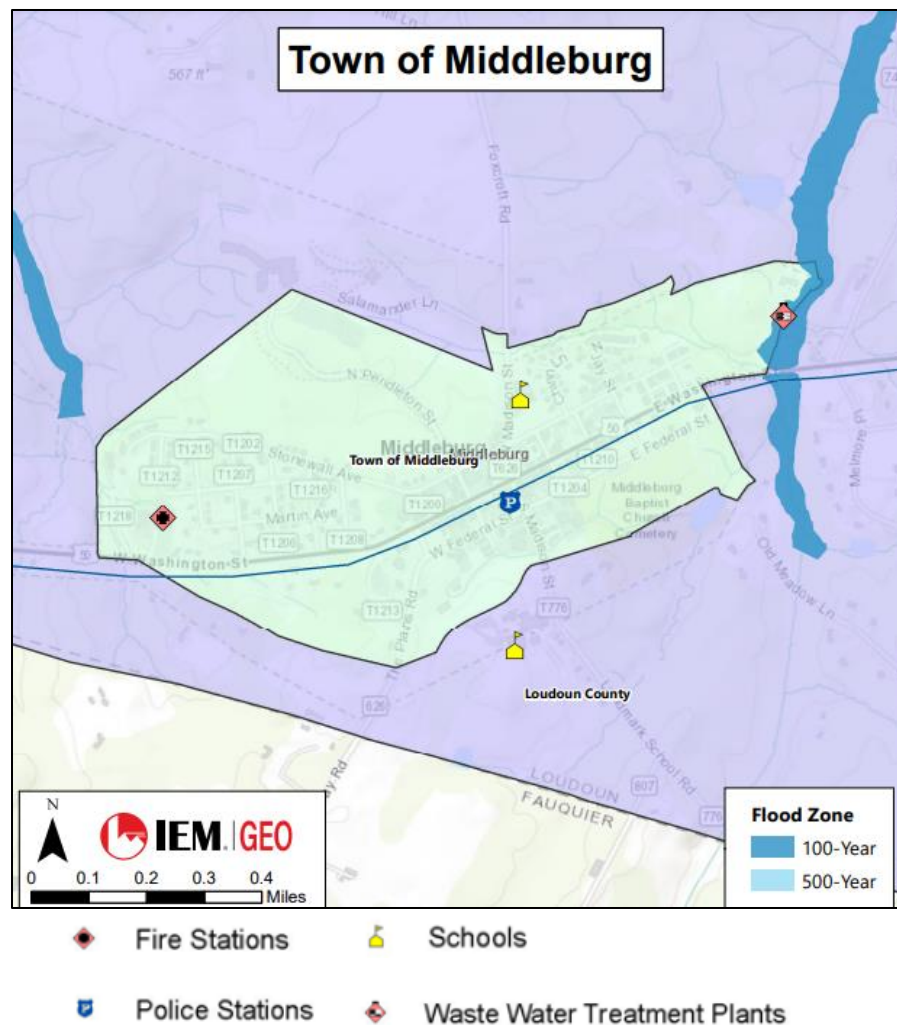 Town of Middleburg
567 ft
Foxcroft Rd
Salamander Ln
N Pendleton St
N Jay St
E Washington
E Federal St
50
T1215
T1202
T1212
T1207
Stonewall Ave
T1216
Middleburg
Town of Middleburg
Middleburg
T626
T1210
T1204
T1200
Middleburg
Baptist
Church
Cemetery
Melmore Pl
T1218
Martin Ave
T1206
T1208
W Federal St
50
W Washington St
Old Meadow Ln
T1213
The Plains Rd
T776
Loudoun County
626
Landmark School Rd
LOUDOUN
FAUQUIER
807
776
N
IEM. | GEO
0 0.1 0.2 0.3 0.4
Miles
Flood Zone
100-Year
500-Year
Fire Stations
Schools
Police Stations
Waste Water Treatment Plants